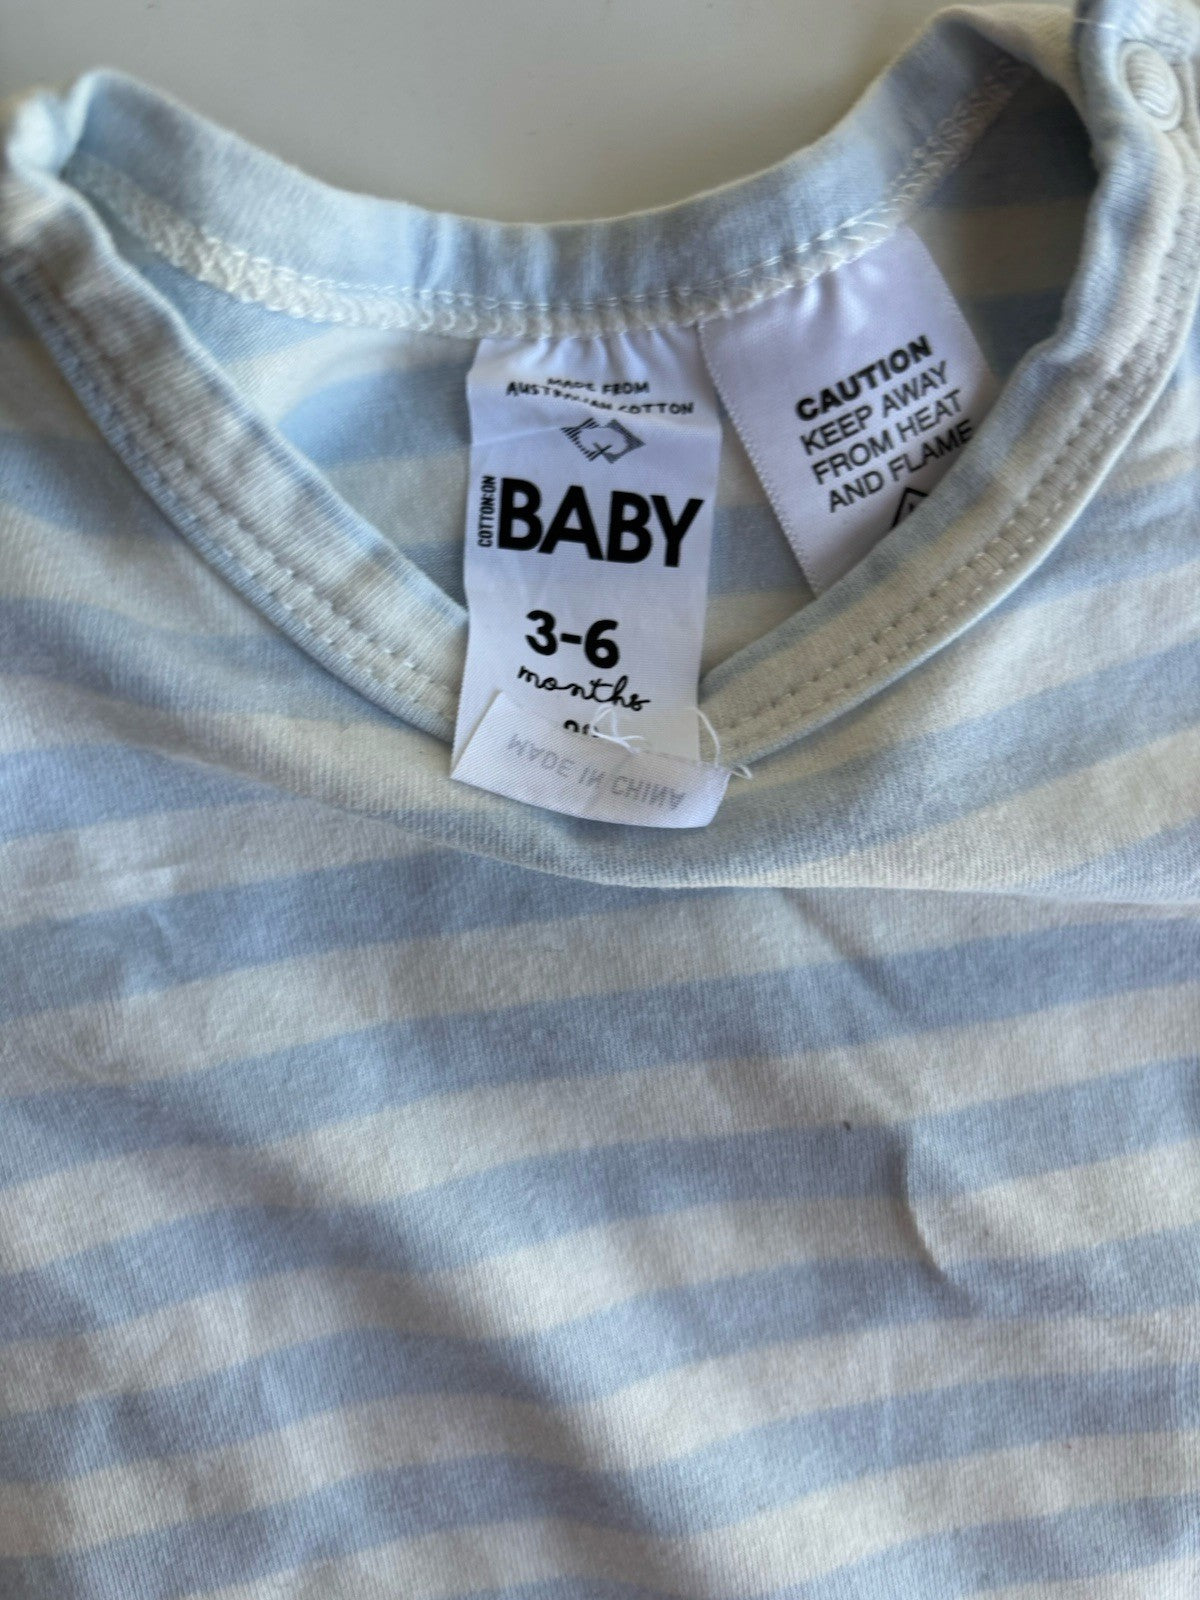 MADE FROM
AUSTRALIAN COTTON
COTTON:ON
BABY
3-6
months
MADE IN CHINA
CAUTION
KEEP AWAY
FROM HEAT
AND FLAME